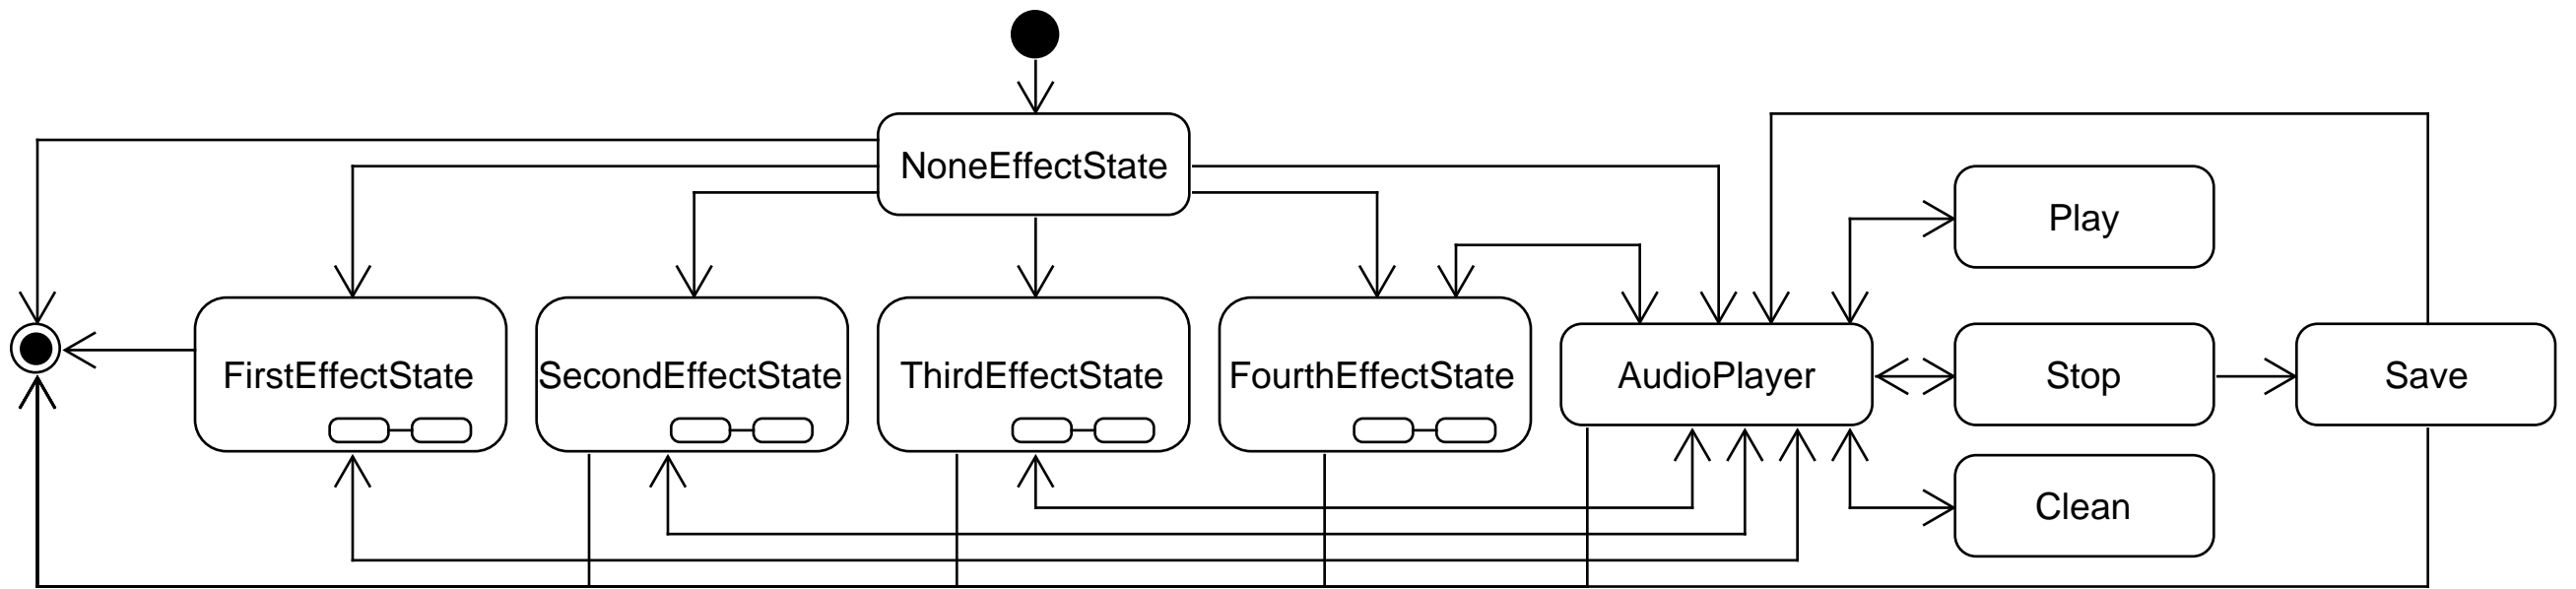 NoneEffectState
Play
FirstEffectState
SecondEffectState
ThirdEffectState
FourthEffectState
AudioPlayer
Stop
Save
Clean